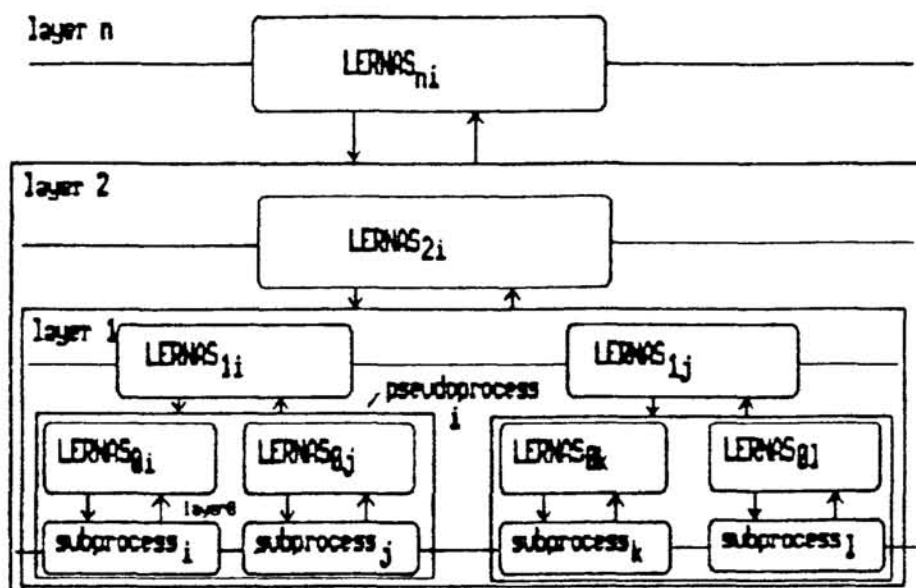 layer n
LERNAS_ni
layer 2
LERNAS_2i
layer 1
LERNAS_1i
LERNAS_1j
pseudoprocess
i
LERNAS_0i
LERNAS_0j
LERNAS_0k
LERNAS_0l
layer0
subprocess_i
subprocess_j
subprocess_k
subprocess_l